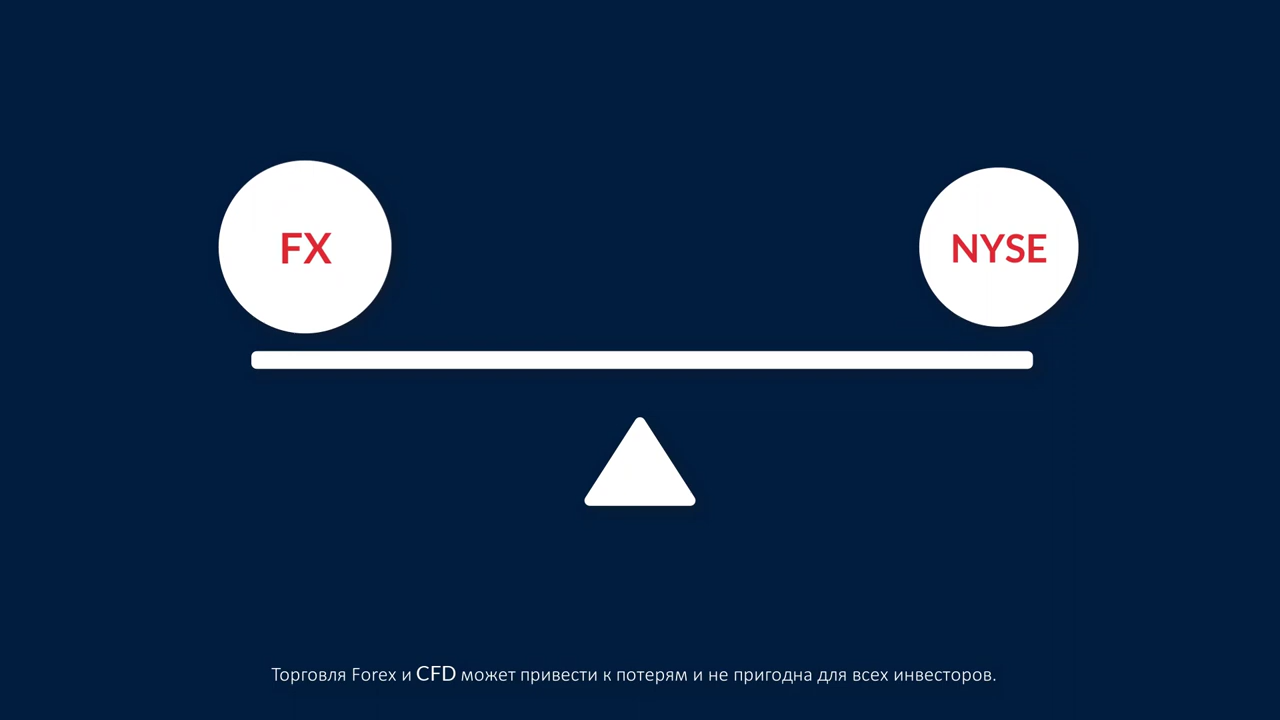 FX
NYSE
Торговля Forex и CFD может привести к потерям и не пригодна для всех инвесторов.